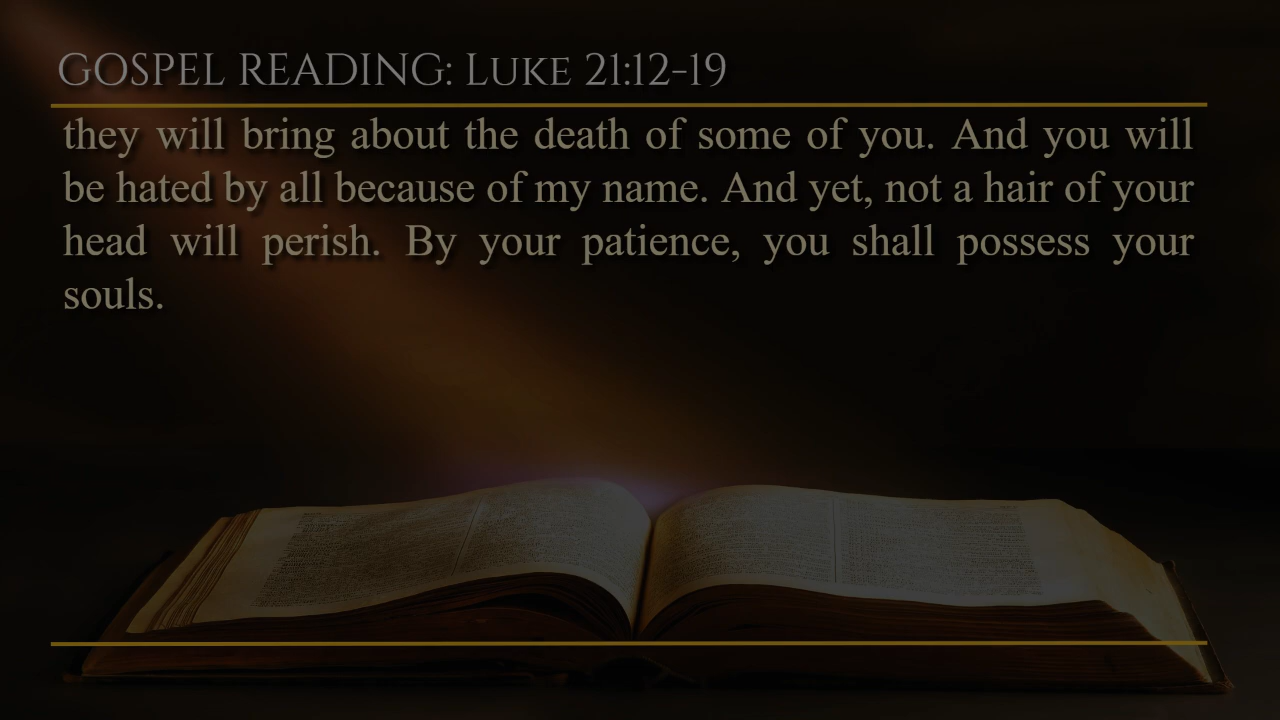 GOSPEL READING: LUKE 21:12-19
they will bring about the death of some of you. And you will
be hated by all because of my name. And yet, not a hair of your
head will perish. By your patience, you shall possess your
souls.